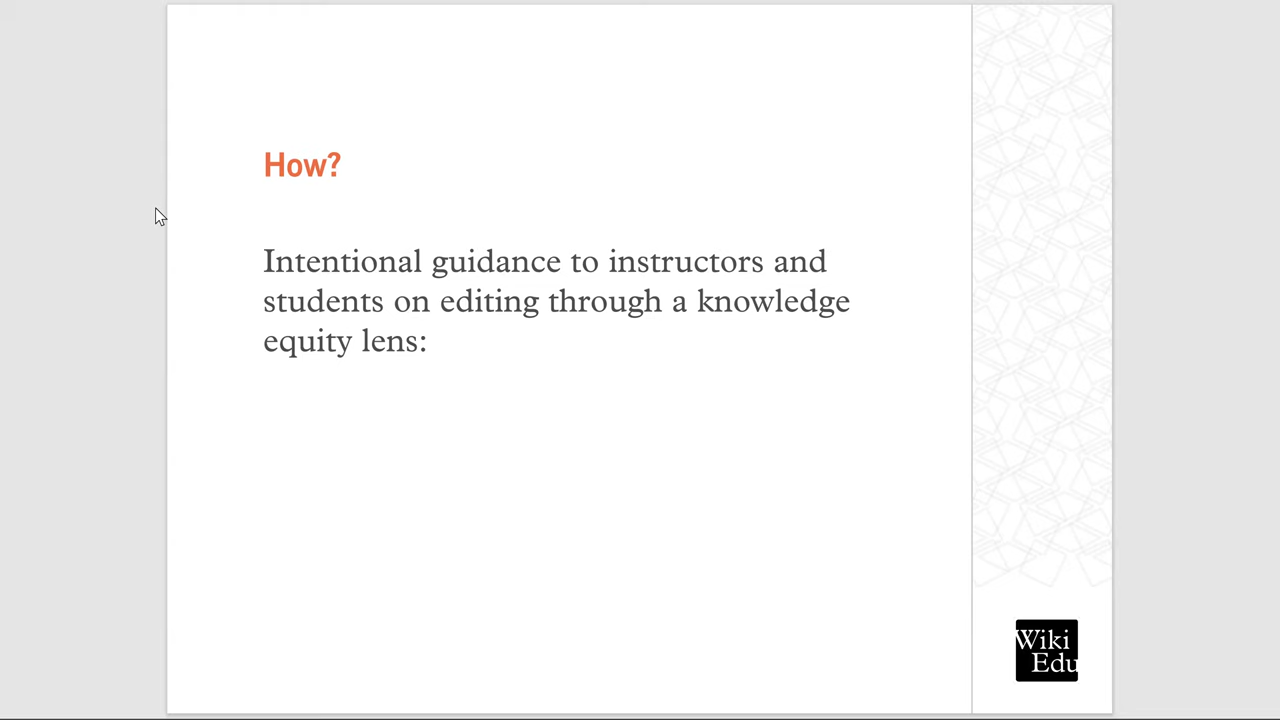 How?
Intentional guidance to instructors and
students on editing through a knowledge
equity lens:
Wiki
Edu